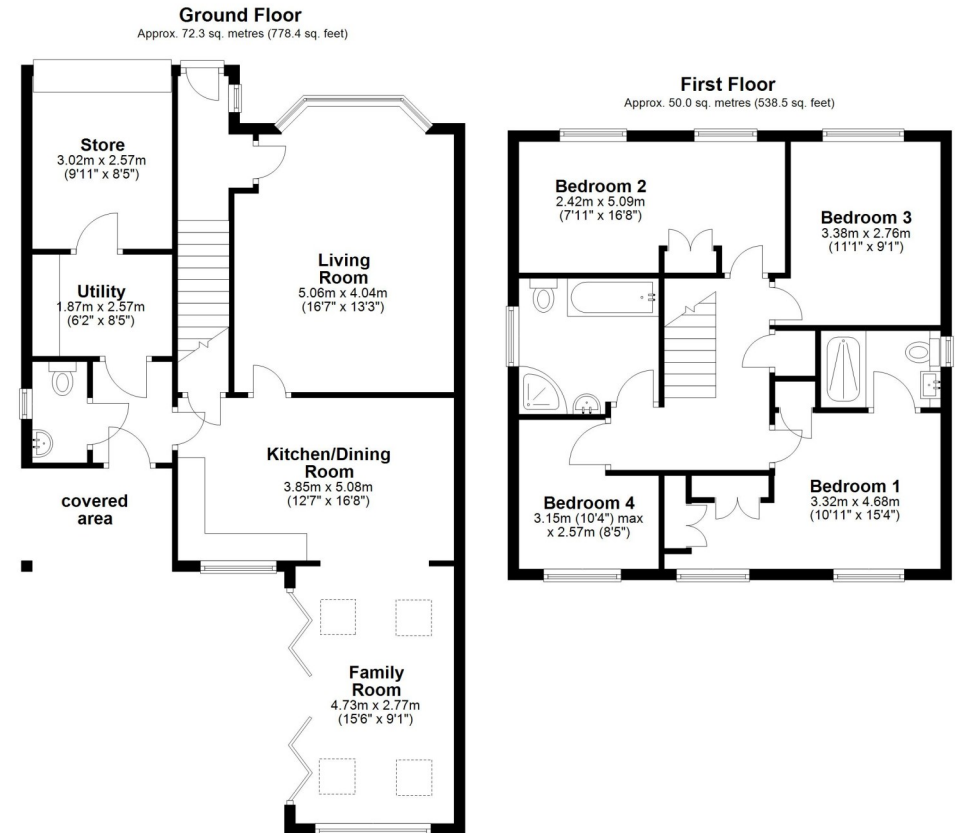 Ground Floor
Approx. 72.3 sq. metres (778.4 sq. feet)
Store
3.02m x 2.57m
(9'11" x 8'5")
Utility
1.87m x 2.57m
(6'2" x 8'5")
Living
Room
5.06m x 4.04m
(16'7" x 13'3")
Kitchen/Dining
Room
3.85m x 5.08m
(12'7" x 16'8")
covered
area
Family
Room
4.73m x 2.77m
(15'6" x 9'1")
First Floor
Approx. 50.0 sq. metres (538.5 sq. feet)
Bedroom 2
2.42m x 5.09m
(7'11" x 16'8")
Bedroom 3
3.38m x 2.76m
(11'1" x 9'1")
Bedroom 4
3.15m (10'4") max
x 2.57m (8'5")
Bedroom 1
3.32m x 4.68m
(10'11" x 15'4")